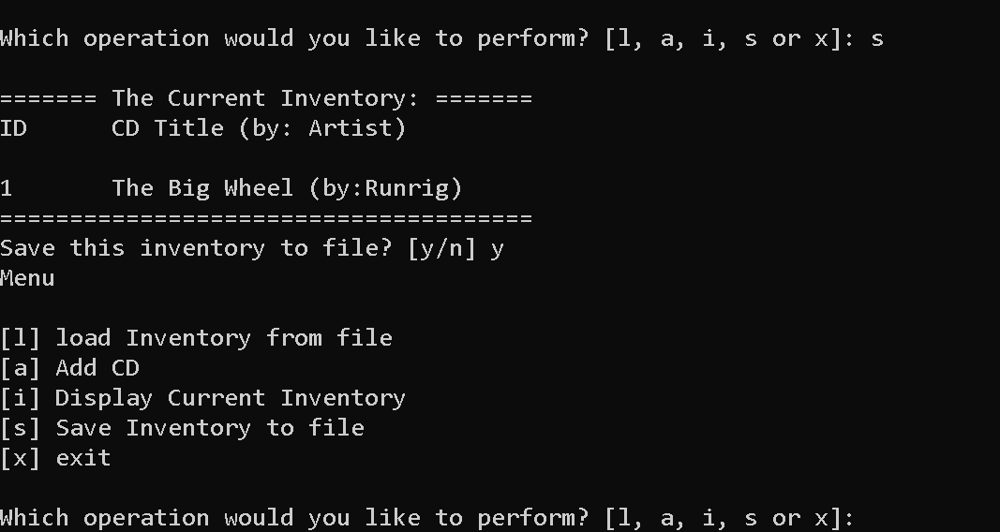 Which operation would you like to perform? [l, a, i, s or x]: s
======= The Current Inventory: =======
ID      CD Title (by: Artist)
1       The Big Wheel (by:Runrig)
======================================
Save this inventory to file? [y/n] y
Menu
[l] load Inventory from file
[a] Add CD
[i] Display Current Inventory
[s] Save Inventory to file
[x] exit
Which operation would you like to perform? [l, a, i, s or x]: